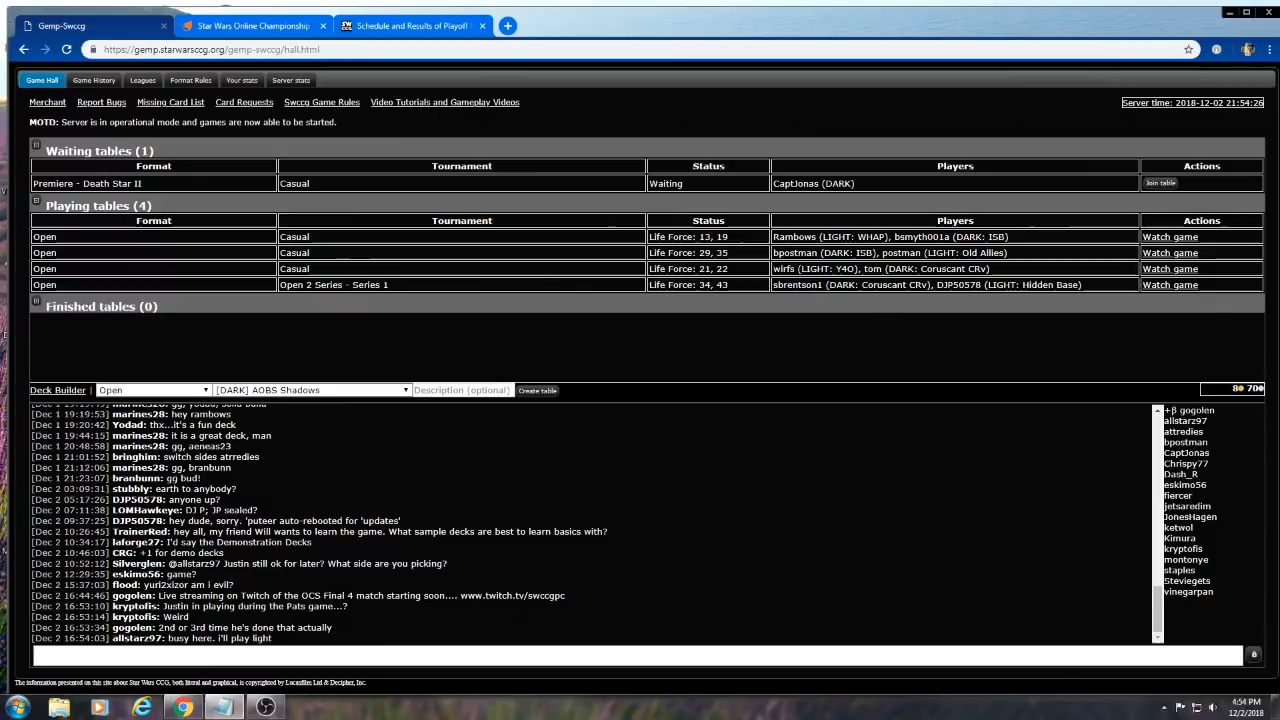 Gemp-Swccg
Star Wars Online Championship
Schedule and Results of Playoff
https://gemp.starwarsccg.org/gemp-swccg/hall.html
Game Hall Game History Leagues Format Rules Your stats Server stats
Merchant Report Bugs Missing Card List Card Requests Swccg Game Rules Video Tutorials and Gameplay Videos Server time: 2018-12-02 21:54:26
MOTD: Server is in operational mode and games are now able to be started.
Waiting tables (1)
Format Tournament Status Players Actions
Premiere - Death Star II Casual Waiting CaptJonas (DARK) Join table
Playing tables (4)
Format Tournament Status Players Actions
Open Casual Life Force: 13, 19 Rambows (LIGHT: WHAP), bsmyth001a (DARK: ISB) Watch game
Open Casual Life Force: 29, 35 bpostman (DARK: ISB), postman (LIGHT: Old Allies) Watch game
Open Casual Life Force: 21, 22 wirfs (LIGHT: Y4O), tom (DARK: Coruscant CRv) Watch game
Open Open 2 Series - Series 1 Life Force: 34, 43 sbrentson1 (DARK: Coruscant CRv), DJP50578 (LIGHT: Hidden Base) Watch game
Finished tables (0)
Deck Builder | Open [DARK] AOBS Shadows Description (optional) Create table 8 70
[Dec 1 19:19:53] marines28: hey rambows
[Dec 1 19:20:42] Yodad: thx...it's a fun deck
[Dec 1 19:44:15] marines28: it is a great deck, man
[Dec 1 20:48:58] marines28: gg, aeneas23
[Dec 1 21:01:52] bringhim: switch sides atrredies
[Dec 1 21:12:06] marines28: gg, branbunn
[Dec 1 21:23:07] branbunn: gg bud!
[Dec 2 03:09:31] stubbly: earth to anybody?
[Dec 2 05:17:26] DJP50578: anyone up?
[Dec 2 07:11:38] LOMHawkeye: DJ P; JP sealed?
[Dec 2 09:37:25] DJP50578: hey dude, sorry. 'puteer auto-rebooted for 'updates'
[Dec 2 10:26:45] TrainerRed: hey all, my friend Will wants to learn the game. What sample decks are best to learn basics with?
[Dec 2 10:34:17] laforge27: I'd say the Demonstration Decks
[Dec 2 10:46:03] CRG: +1 for demo decks
[Dec 2 10:52:12] Silverglen: @allstarz97 Justin still ok for later? What side are you picking?
[Dec 2 12:29:35] eskimo56: game?
[Dec 2 15:37:03] flood: yuri2xizor am i evil?
[Dec 2 16:44:46] gogolen: Live streaming on Twitch of the OCS Final 4 match starting soon.... www.twitch.tv/swccgpc
[Dec 2 16:53:10] kryptofis: Justin in playing during the Pats game...?
[Dec 2 16:53:14] kryptofis: Weird
[Dec 2 16:53:34] gogolen: 2nd or 3rd time he's done that actually
[Dec 2 16:54:03] allstarz97: busy here. i'll play light
+β gogolen
allstarz97
attredies
bpostman
CaptJonas
Chrispy77
Dash_R
eskimo56
fiercer
jetsaredim
JonesHagen
ketwol
Kimura
kryptofis
montonye
staples
Steviegets
vinegarpan
The information presented on this site about Star Wars CCG, both literal and graphical, is copyrighted by Lucasfilm Ltd & Decipher, Inc.
4:54 PM
12/2/2018